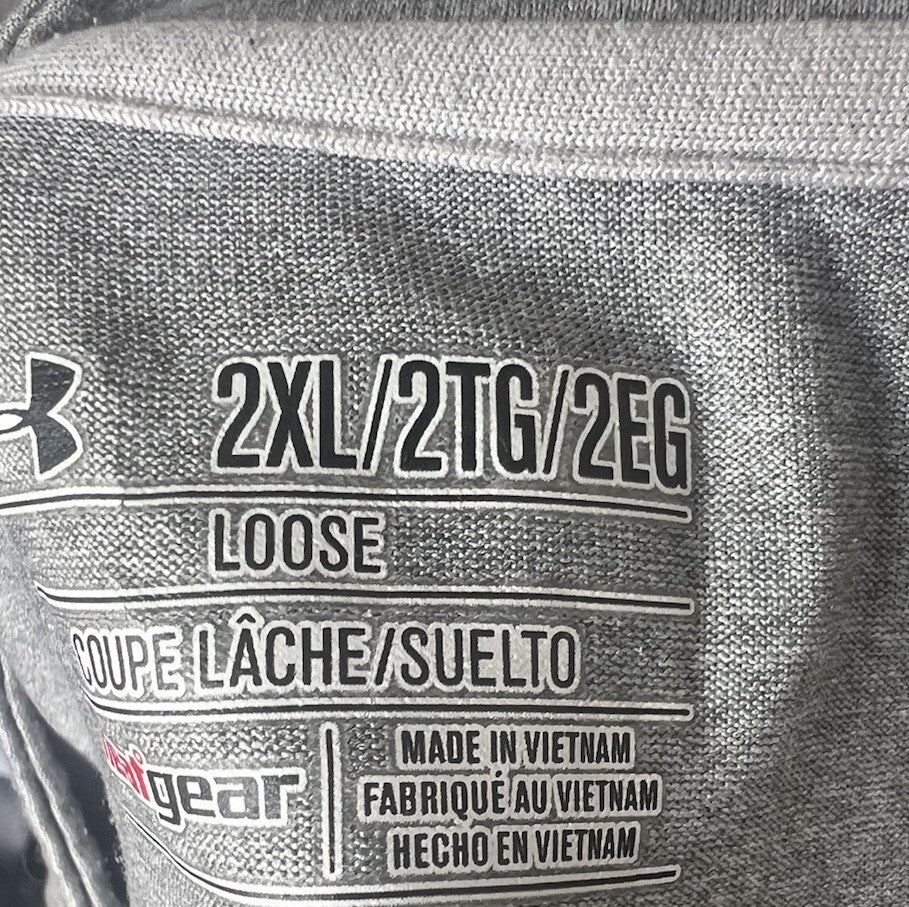 2XL/2TG/2EG
LOOSE
COUPE LÂCHE/SUELTO
gear
MADE IN VIETNAM
FABRIQUÉ AU VIETNAM
HECHO EN VIETNAM